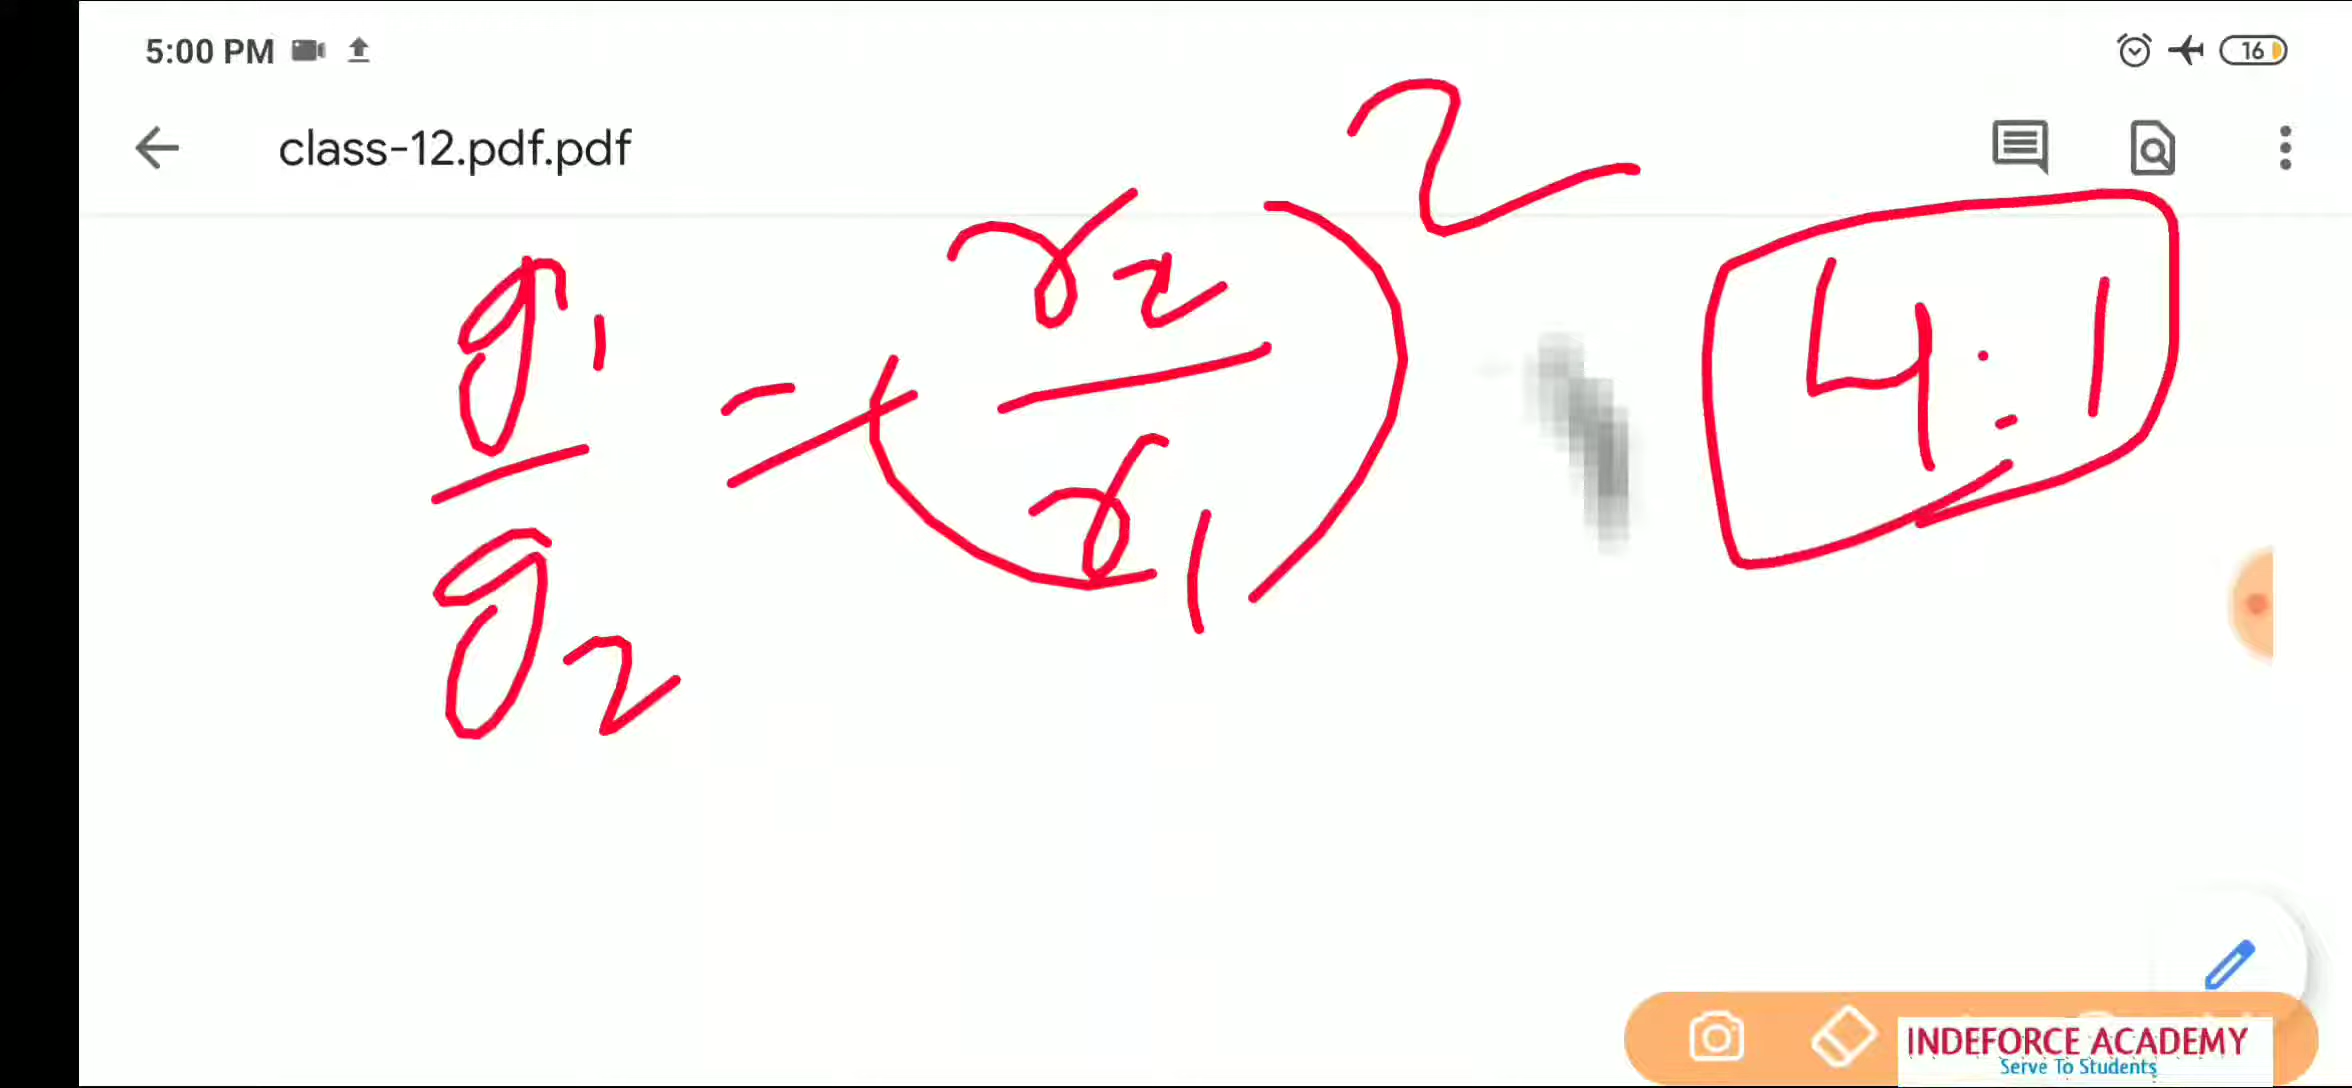 5:00 PM
16
class-12.pdf.pdf
g1/g2 = (r2/r1)2
4:1
INDEFORCE ACADEMY
Serve To Students